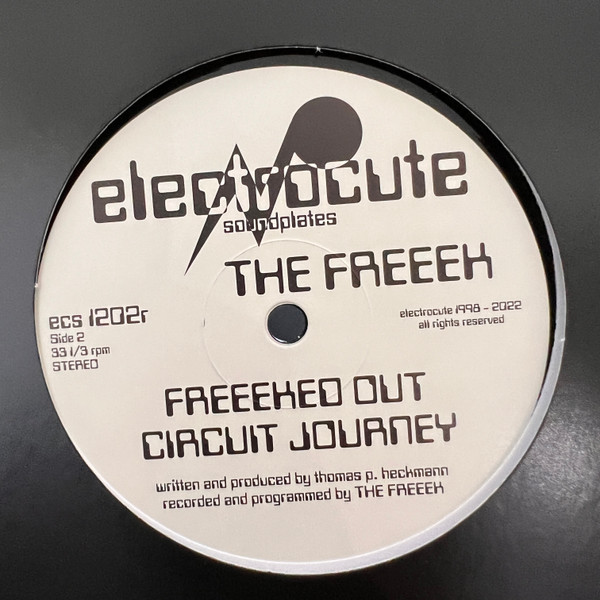 electrocute
soundplates
THE FREEEK
ecs 1202r
Side 2
33 1/3 rpm
STEREO
electrocute 1998 - 2022
all rights reserved
FREEEKED OUT
CIRCUIT JOURNEY
written and produced by thomas p. heckmann
recorded and programmed by THE FREEEK